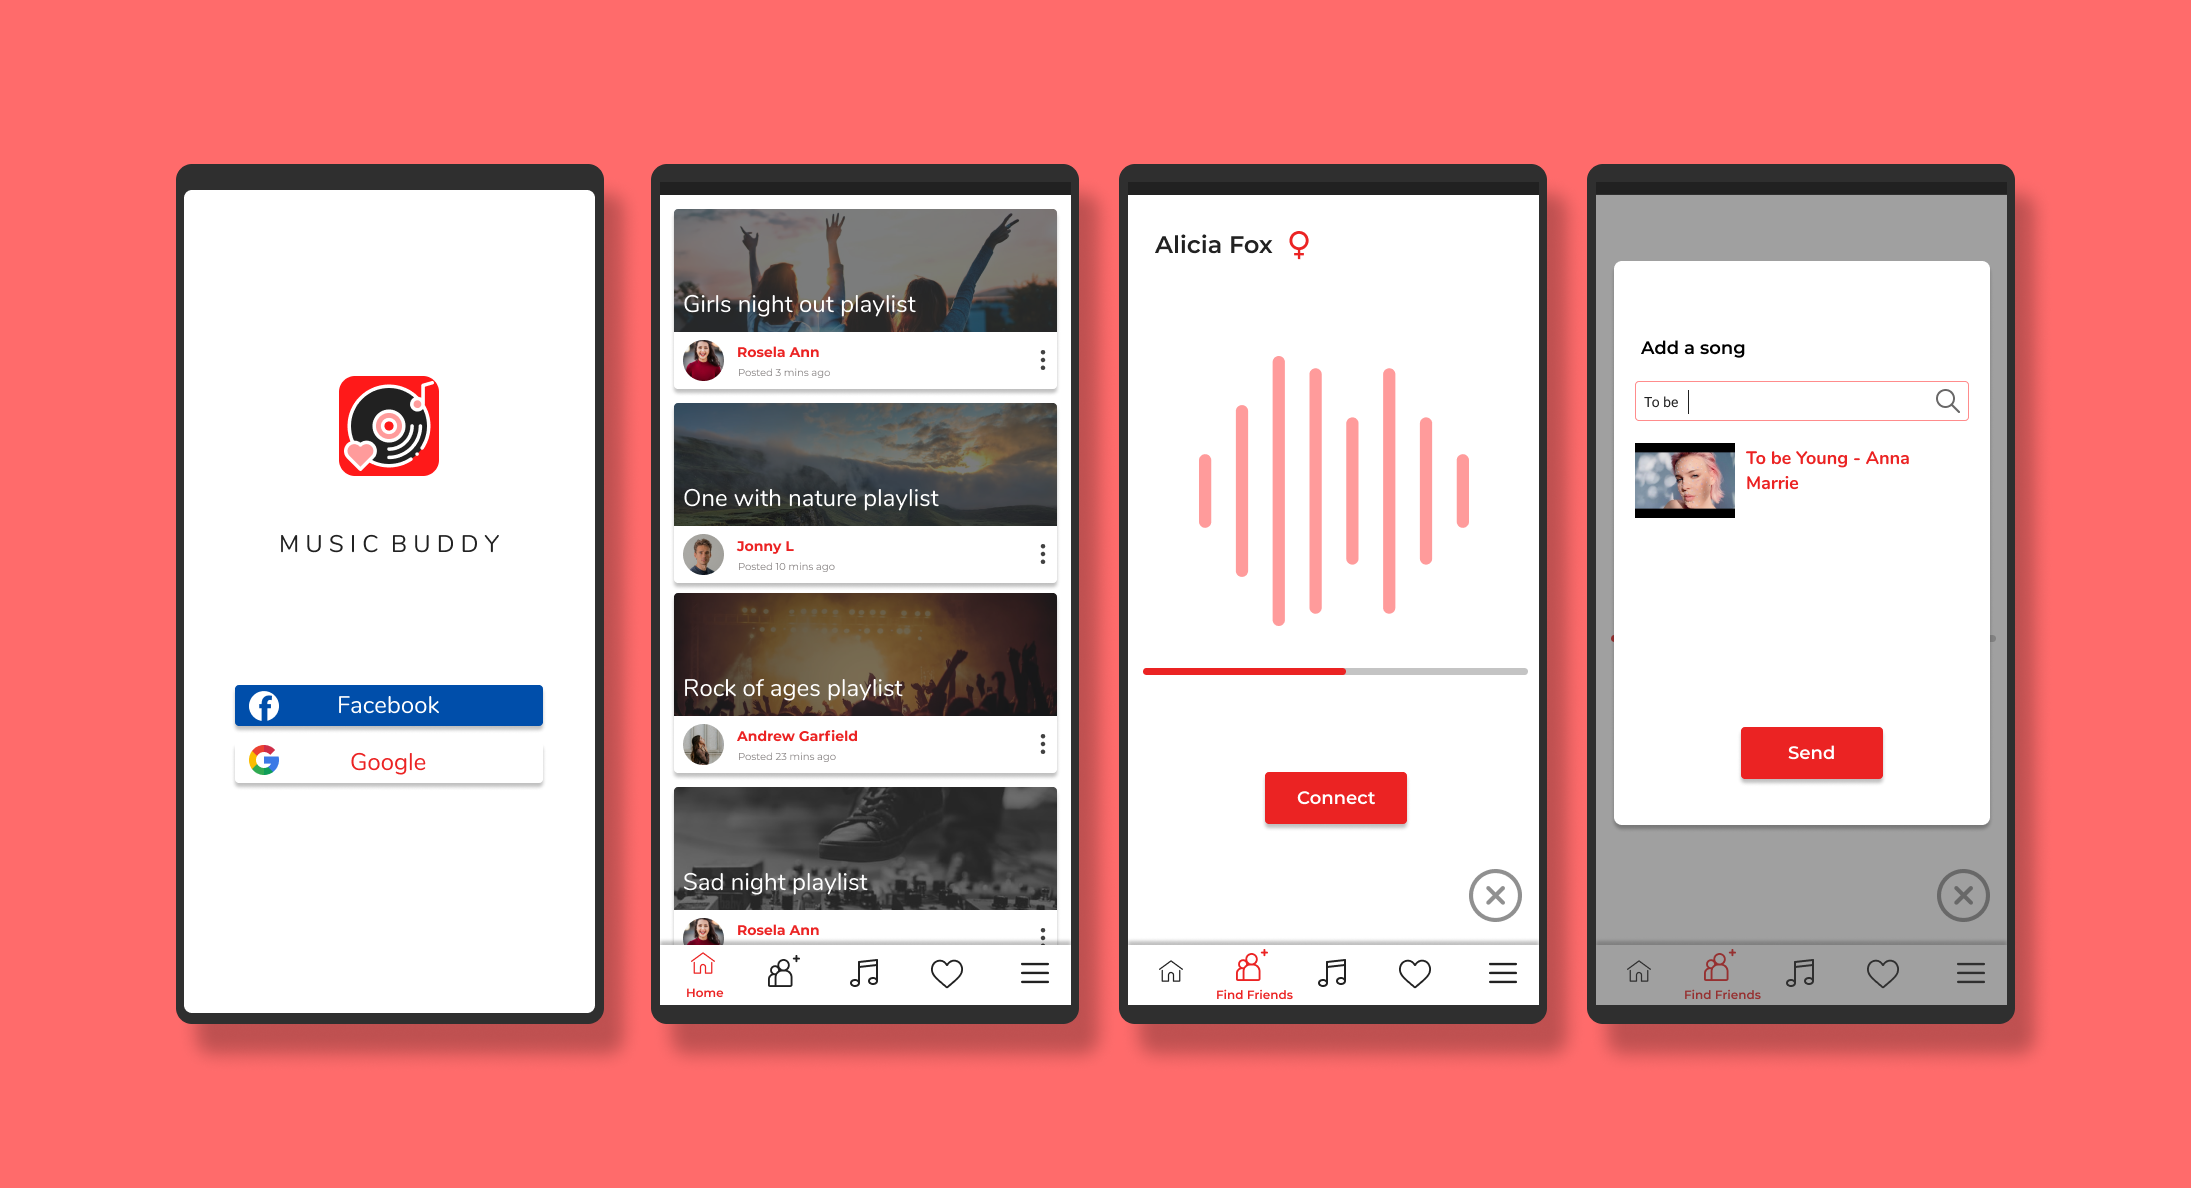 MUSIC BUDDY
Facebook
Google
Girls night out playlist
Rosela Ann
Posted 3 mins ago
One with nature playlist
Jonny L
Posted 10 mins ago
Rock of ages playlist
Andrew Garfield
Posted 23 mins ago
Sad night playlist
Rosela Ann
Home
Alicia Fox
Connect
Find Friends
Add a song
To be
To be Young - Anna
Marrie
Send
Find Friends